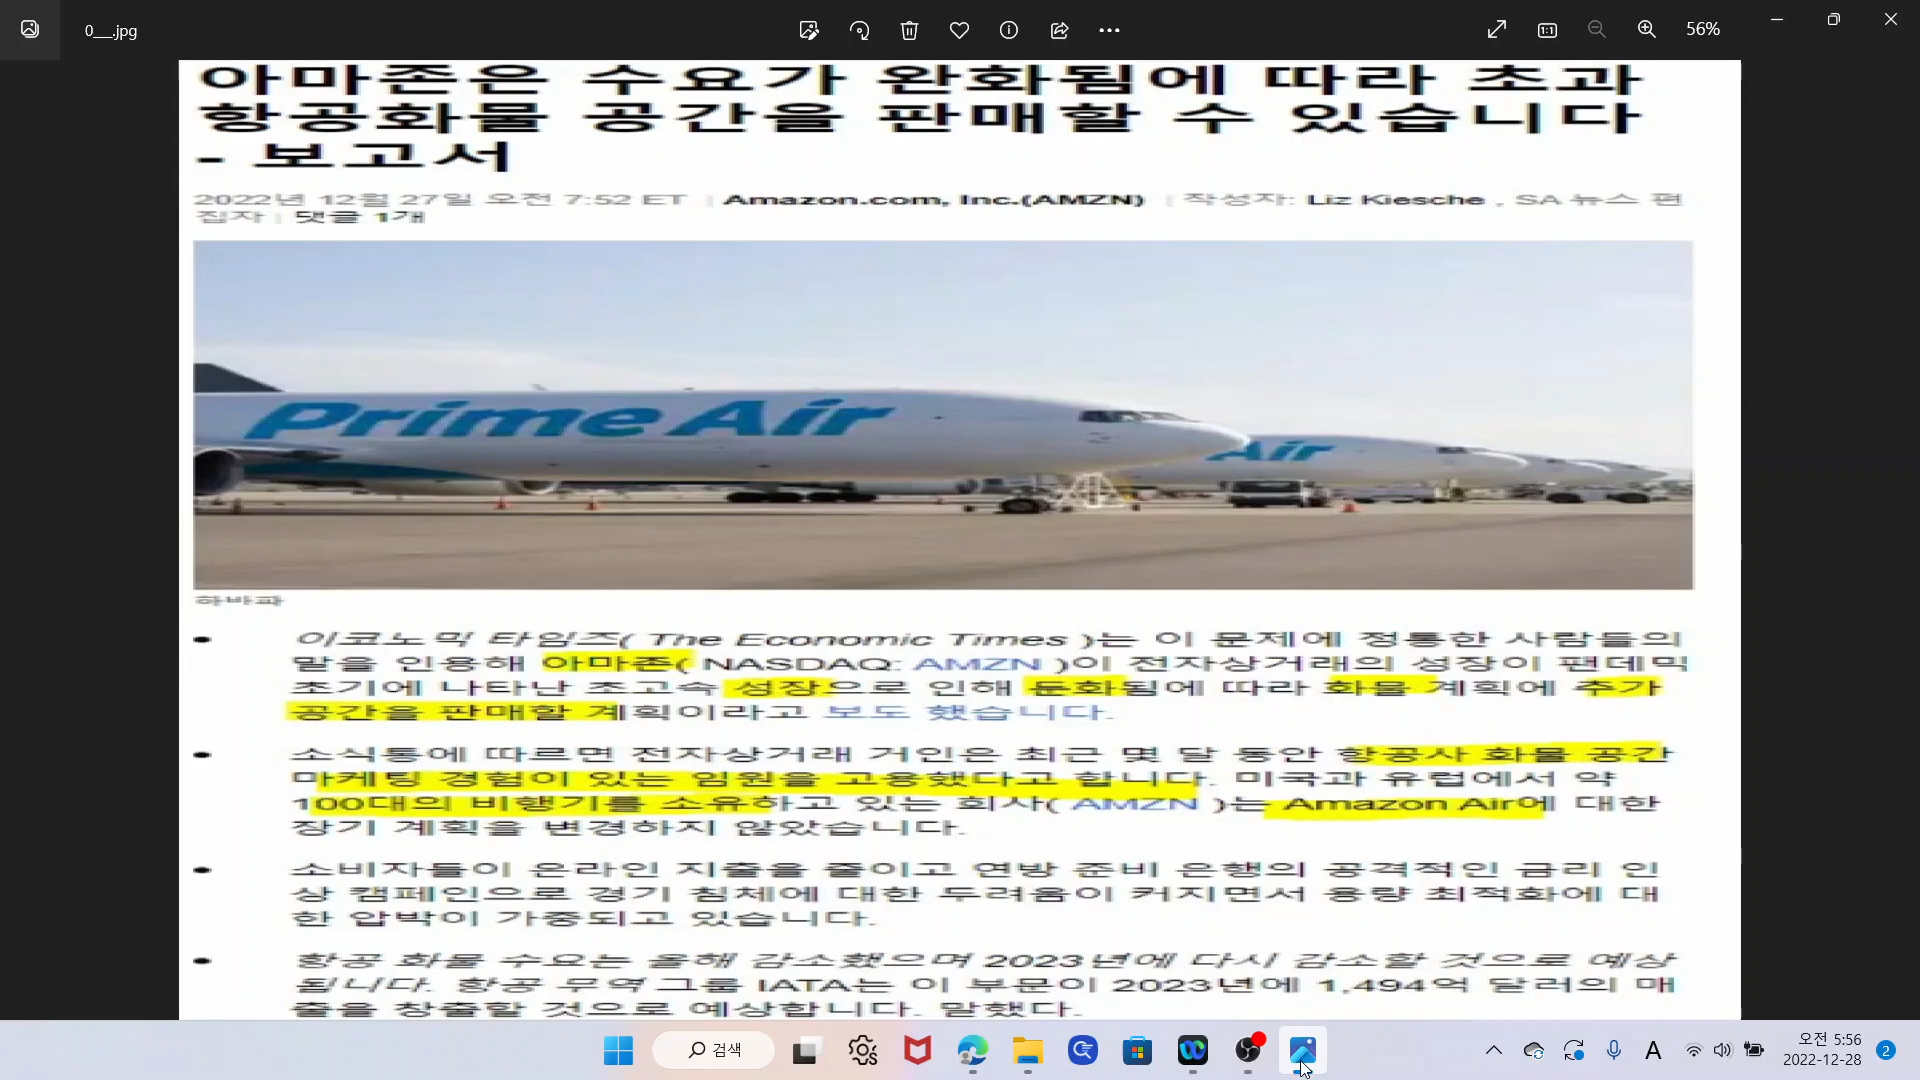 0__.jpg
56%
아마존은 수요가 완화됨에 따라 초과
항공화물 공간을 판매할 수 있습니다
- 보고서
2022년 12월 27일 오전 7:52 ET | Amazon.com, Inc.(AMZN) | 작성자: Liz Kiesche , SA 뉴스 편
집자 | 댓글 1개
Prime Air
Air
하바파
• 이코노믹 타임즈( The Economic Times )는 이 문제에 정통한 사람들의
말을 인용해 아마존( NASDAQ: AMZN )이 전자상거래의 성장이 팬데믹
초기에 나타난 초고속 성장으로 인해 둔화됨에 따라 화물 계획에 추가
공간을 판매할 계획이라고 보도 했습니다.
• 소식통에 따르면 전자상거래 거인은 최근 몇 달 동안 항공사 화물 공간
마케팅 경험이 있는 임원을 고용했다고 합니다. 미국과 유럽에서 약
100대의 비행기를 소유하고 있는 회사( AMZN )는 Amazon Air에 대한
장기 계획을 변경하지 않았습니다.
• 소비자들이 온라인 지출을 줄이고 연방 준비 은행의 공격적인 금리 인
상 캠페인으로 경기 침체에 대한 두려움이 커지면서 용량 최적화에 대
한 압박이 가중되고 있습니다.
• 항공 화물 수요는 올해 감소했으며 2023년에 다시 감소할 것으로 예상
됩니다. 항공 무역 그룹 IATA는 이 부문이 2023년에 1,494억 달러의 매
출을 창출할 것으로 예상합니다. 말했다.
검색
A
오전 5:56
2022-12-28
2